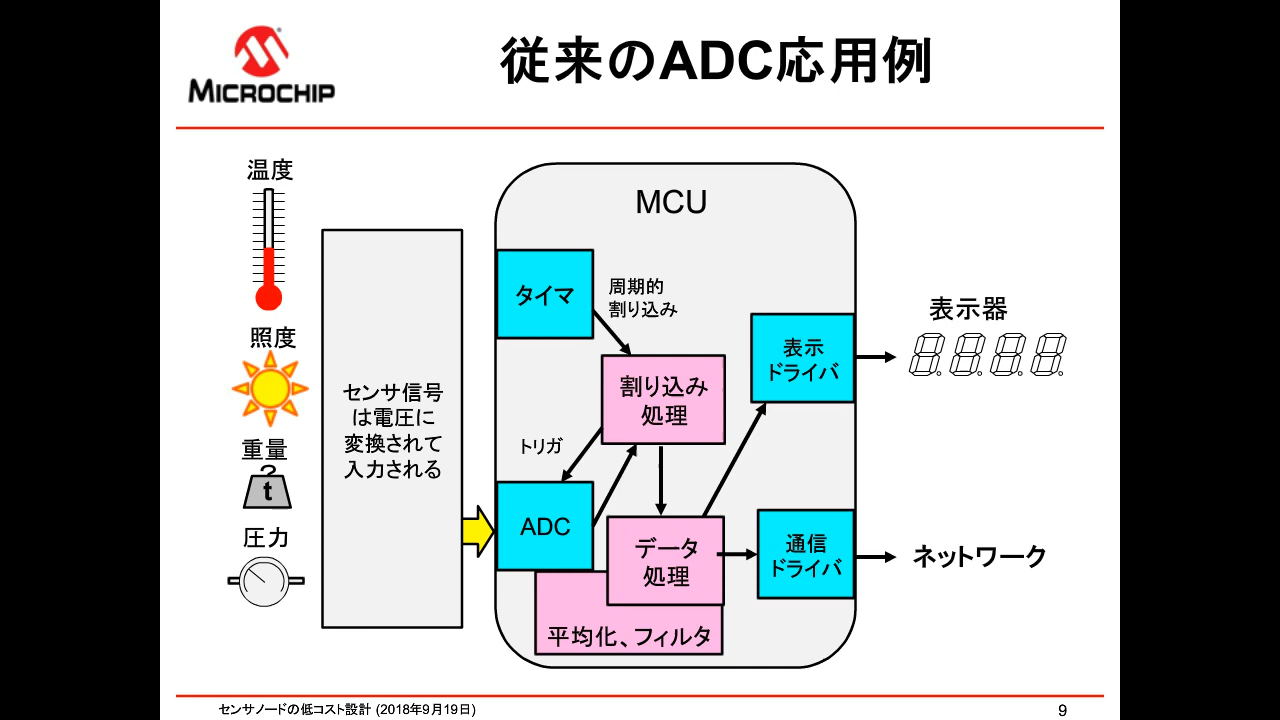 MICROCHIP
従来のADC応用例
温度
照度
重量
t
圧力
センサ信号
は電圧に
変換されて
入力される
MCU
タイマ
周期的
割り込み
割り込み
処理
トリガ
ADC
データ
処理
平均化、フィルタ
表示
ドライバ
通信
ドライバ
表示器
8.8.8.8.
ネットワーク
センサノードの低コスト設計 (2018年9月19日)
9